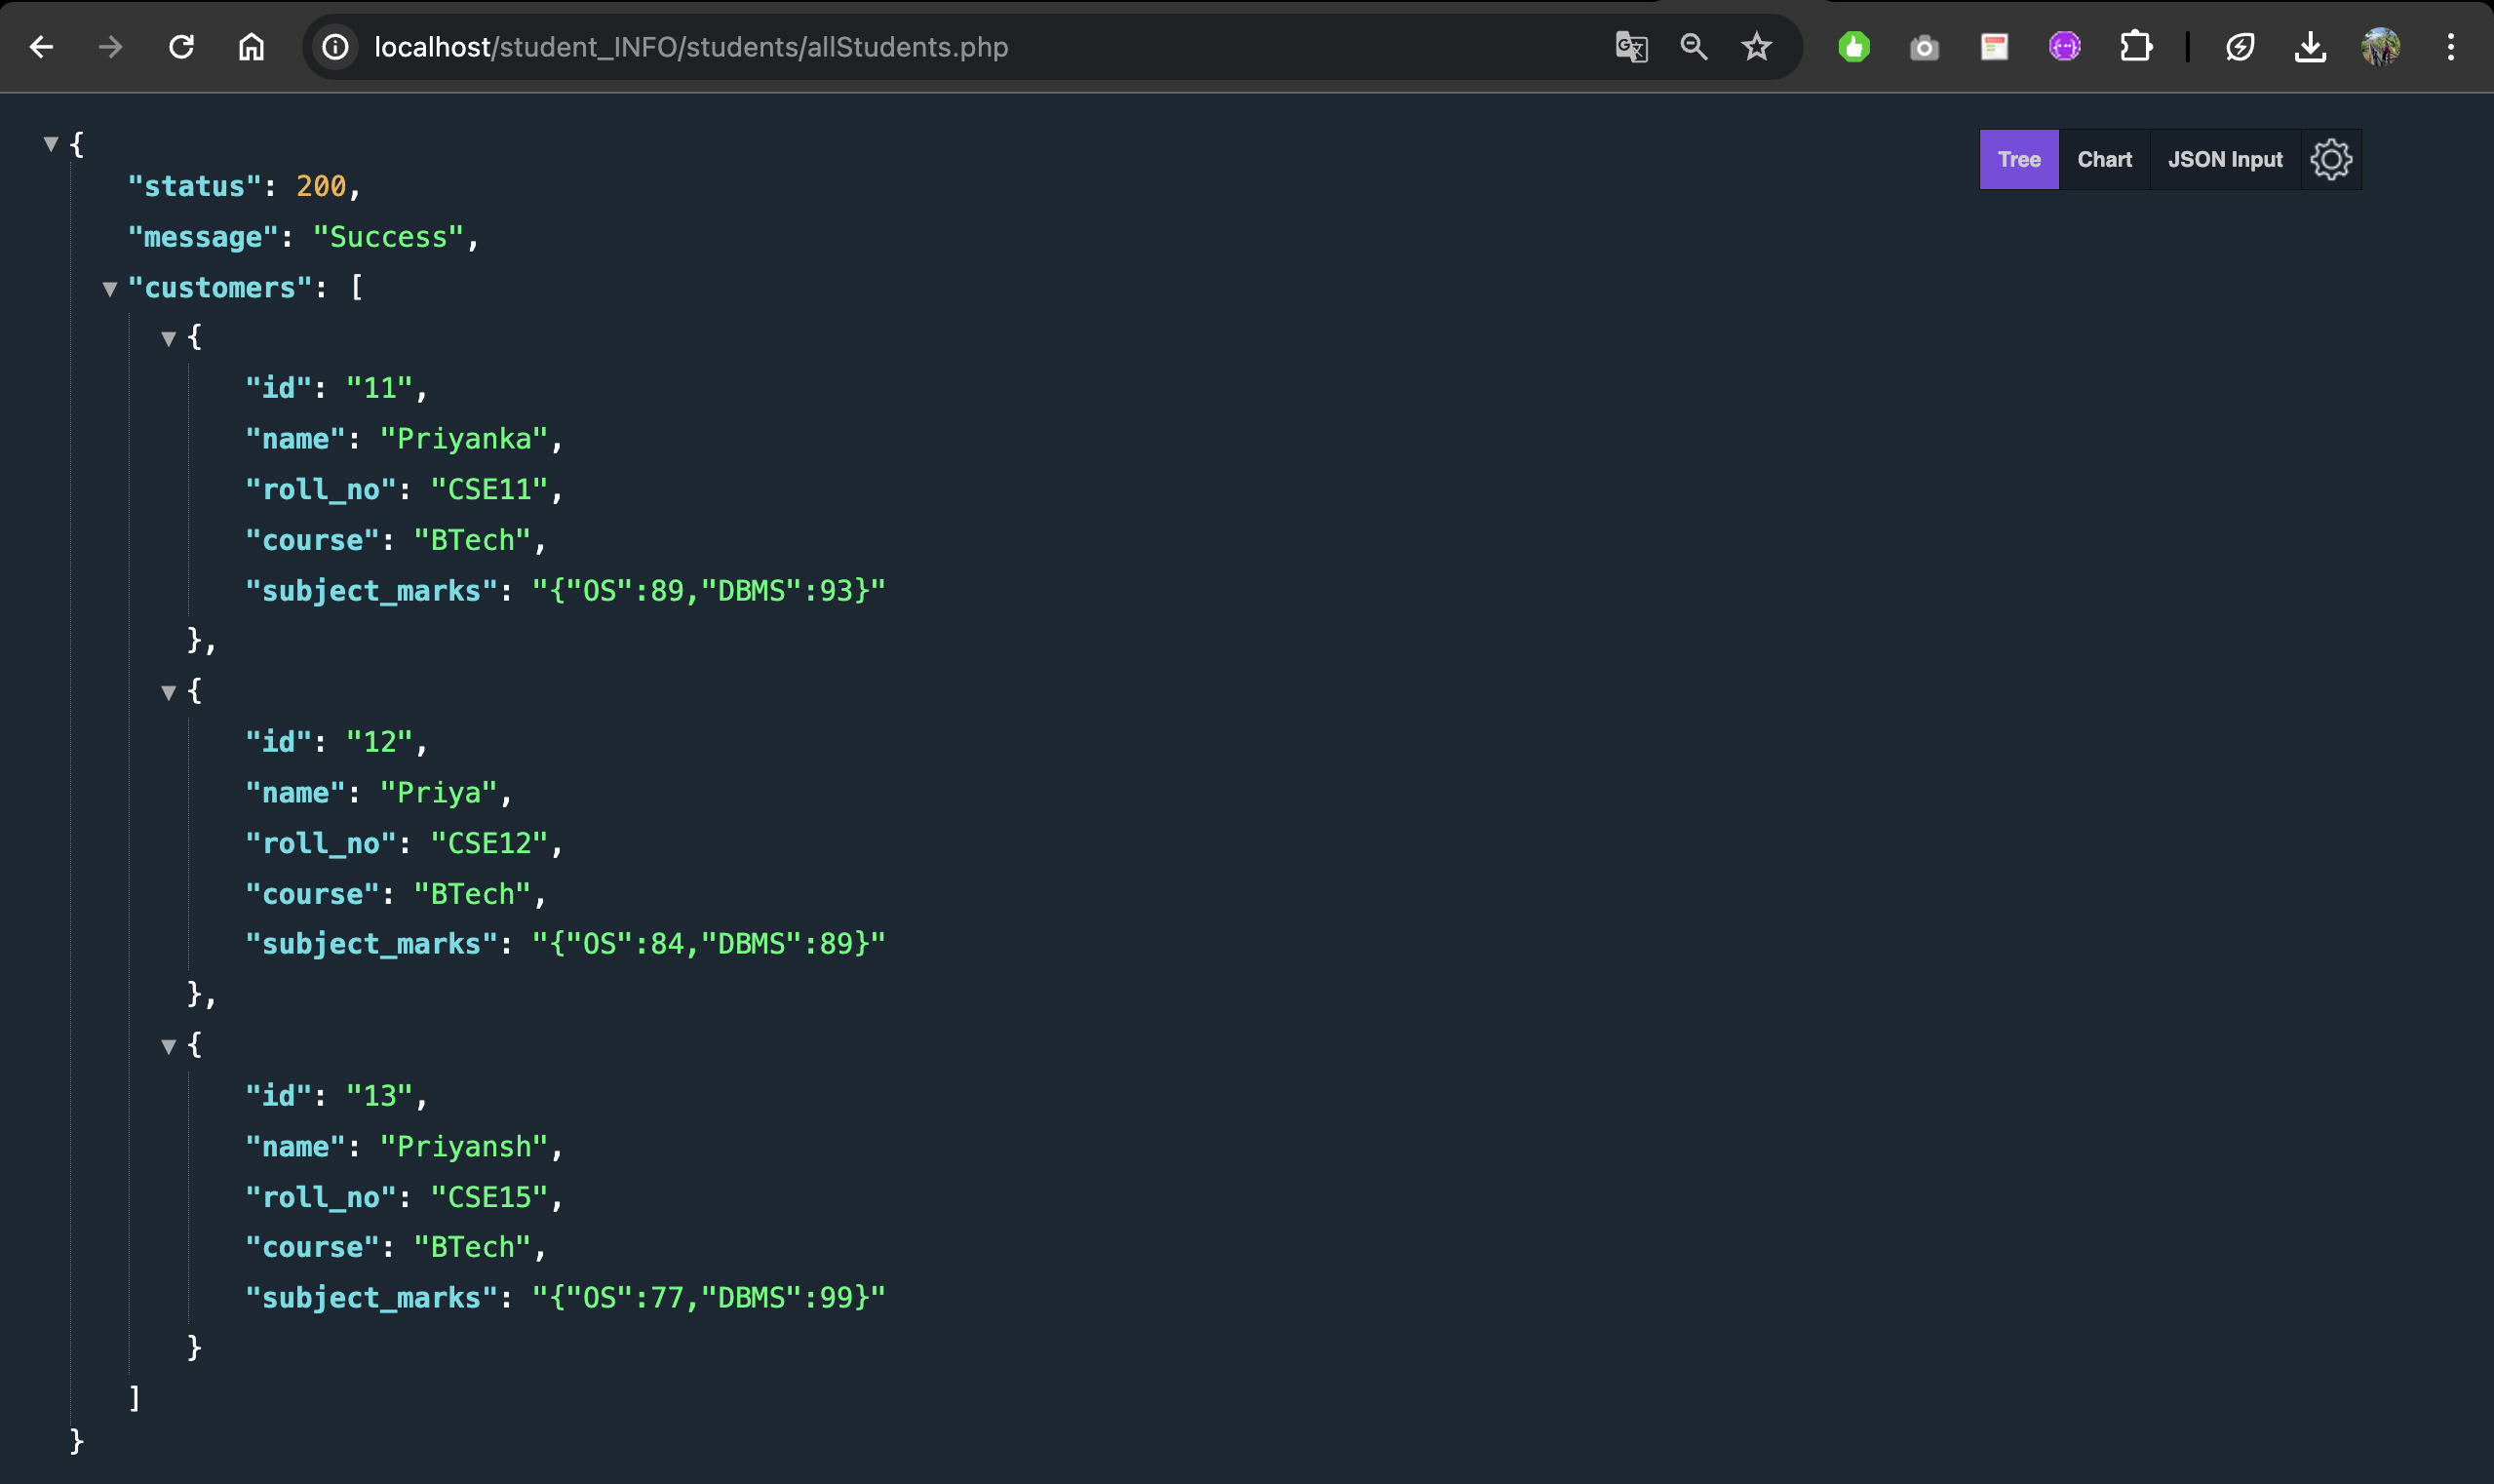 localhost/student_INFO/students/allStudents.php
Tree Chart JSON Input
{
"status": 200,
"message": "Success",
"customers": [
{
"id": "11",
"name": "Priyanka",
"roll_no": "CSE11",
"course": "BTech",
"subject_marks": "{"OS":89,"DBMS":93}"
},
{
"id": "12",
"name": "Priya",
"roll_no": "CSE12",
"course": "BTech",
"subject_marks": "{"OS":84,"DBMS":89}"
},
{
"id": "13",
"name": "Priyansh",
"roll_no": "CSE15",
"course": "BTech",
"subject_marks": "{"OS":77,"DBMS":99}"
}
]
}